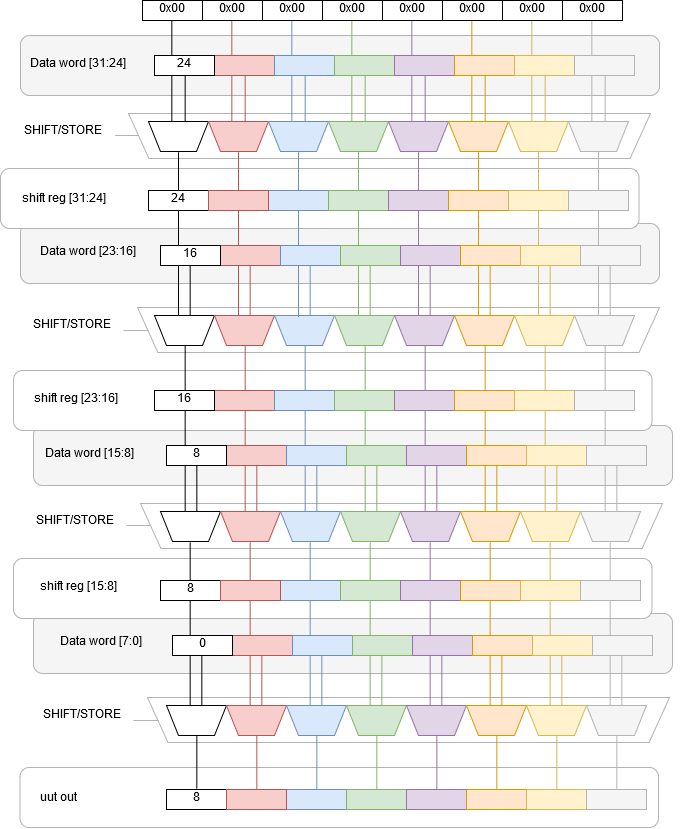 0x00 0x00 0x00 0x00 0x00 0x00 0x00 0x00
Data word [31:24] 24
SHIFT/STORE
shift reg [31:24] 24
Data word [23:16] 16
SHIFT/STORE
shift reg [23:16] 16
Data word [15:8] 8
SHIFT/STORE
shift reg [15:8] 8
Data word [7:0] 0
SHIFT/STORE
uut out 8